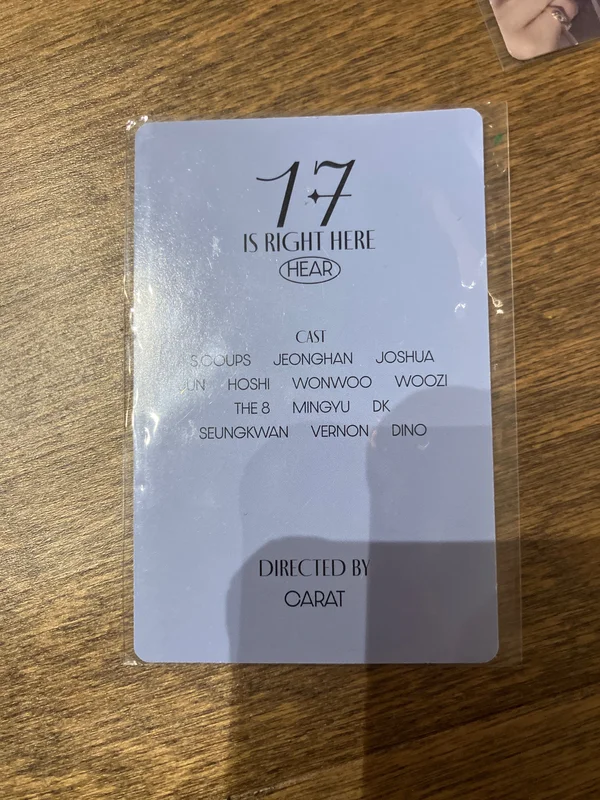 17
IS RIGHT HERE
HEAR
CAST
S.COUPS JEONGHAN JOSHUA
JUN HOSHI WONWOO WOOZI
THE 8 MINGYU DK
SEUNGKWAN VERNON DINO
DIRECTED BY
CARAT